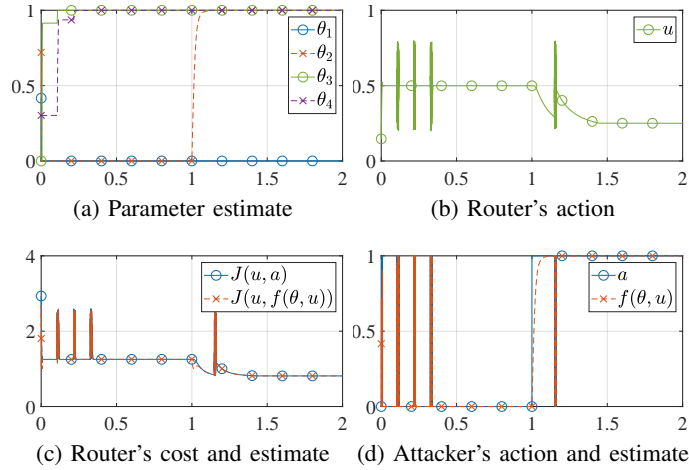 1
0.5
0
0 0.5 1 1.5 2
θ₁
θ₂
θ₃
θ₄
(a) Parameter estimate
1
0.5
0
0 0.5 1 1.5 2
u
(b) Router's action
4
2
0
0 0.5 1 1.5 2
J(u, a)
J(u, f(θ, u))
(c) Router's cost and estimate
1
0.5
0
0 0.5 1 1.5 2
a
f(θ, u)
(d) Attacker's action and estimate